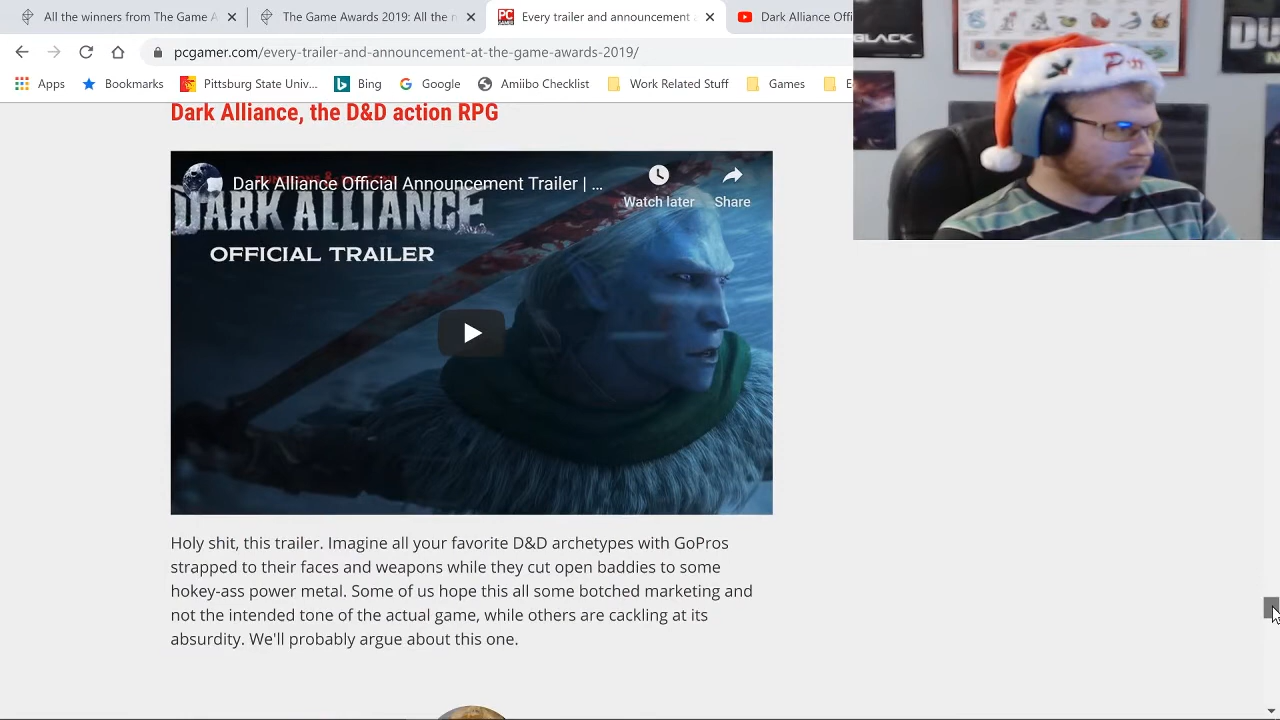 All the winners from The Game A
The Game Awards 2019: All the n
Every trailer and announcement
Dark Alliance Offi
pcgamer.com/every-trailer-and-announcement-at-the-game-awards-2019/
Apps Bookmarks Pittsburg State Univ... Bing Google Amiibo Checklist Work Related Stuff Games E
BLACK
Dark Alliance, the D&D action RPG
Dark Alliance Official Announcement Trailer | ...
Watch later
Share
DARK ALLIANCE
OFFICIAL TRAILER
Holy shit, this trailer. Imagine all your favorite D&D archetypes with GoPros
strapped to their faces and weapons while they cut open baddies to some
hokey-ass power metal. Some of us hope this all some botched marketing and
not the intended tone of the actual game, while others are cackling at its
absurdity. We'll probably argue about this one.